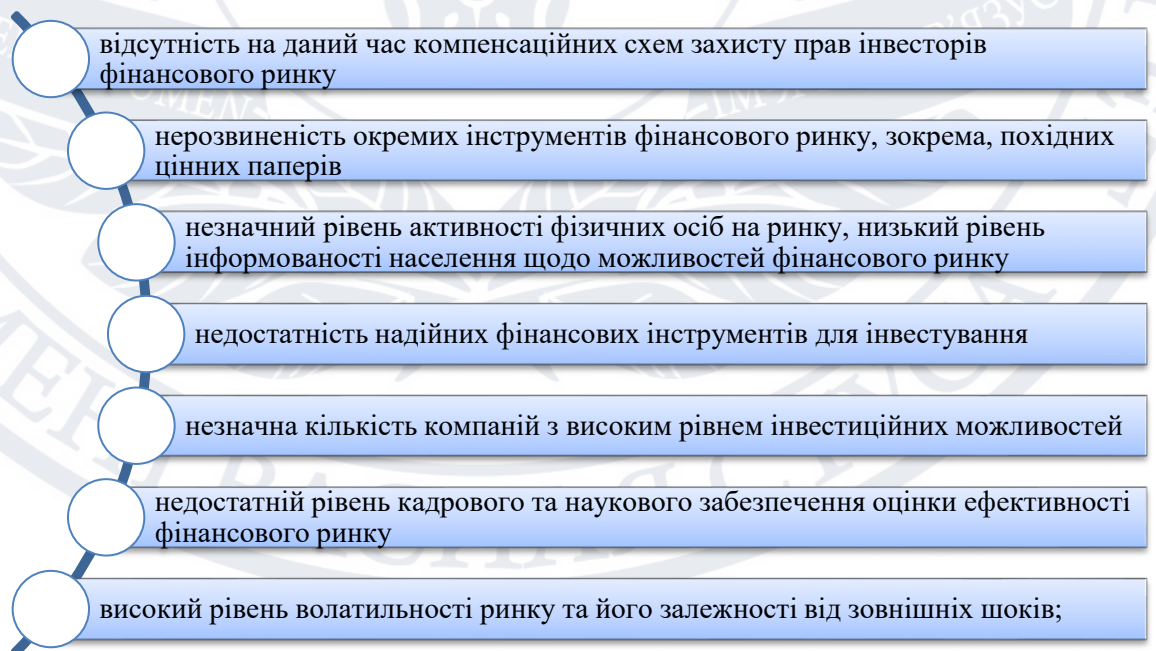 відсутність на даний час компенсаційних схем захисту прав інвесторів
фінансового ринку
нерозвиненість окремих інструментів фінансового ринку, зокрема, похідних
цінних паперів
незначний рівень активності фізичних осіб на ринку, низький рівень
інформованості населення щодо можливостей фінансового ринку
недостатність надійних фінансових інструментів для інвестування
незначна кількість компаній з високим рівнем інвестиційних можливостей
недостатній рівень кадрового та наукового забезпечення оцінки ефективності
фінансового ринку
високий рівень волатильності ринку та його залежності від зовнішніх шоків;